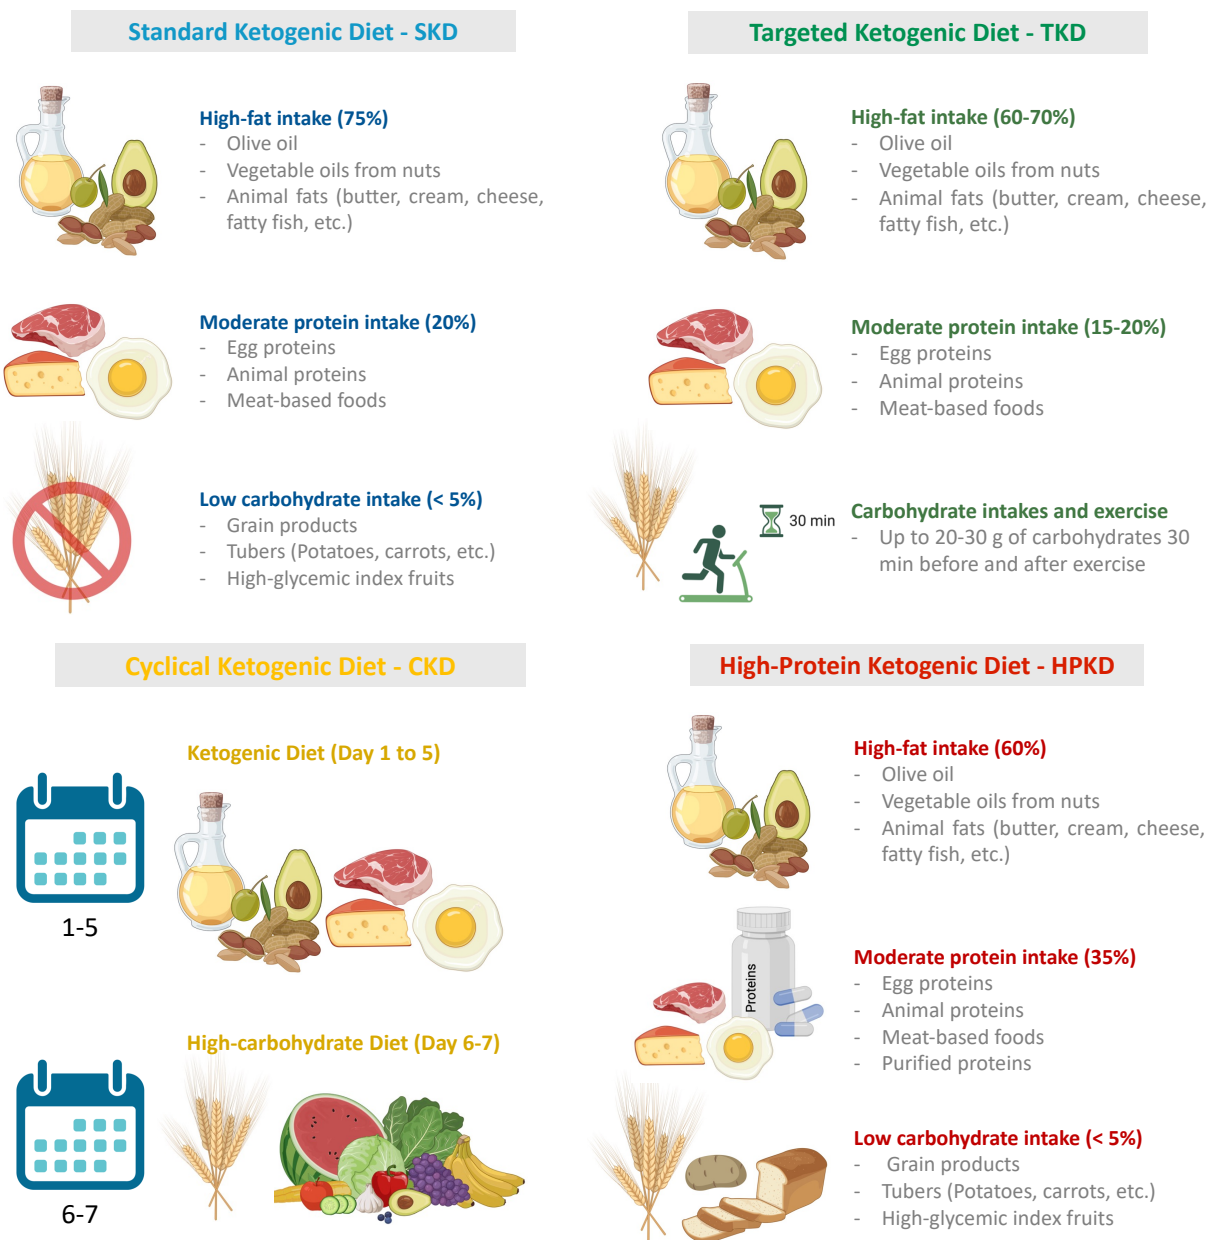 Standard Ketogenic Diet - SKD
High-fat intake (75%)
- Olive oil
- Vegetable oils from nuts
- Animal fats (butter, cream, cheese,
fatty fish, etc.)
Moderate protein intake (20%)
- Egg proteins
- Animal proteins
- Meat-based foods
Low carbohydrate intake (< 5%)
- Grain products
- Tubers (Potatoes, carrots, etc.)
- High-glycemic index fruits
Targeted Ketogenic Diet - TKD
High-fat intake (60-70%)
- Olive oil
- Vegetable oils from nuts
- Animal fats (butter, cream, cheese,
fatty fish, etc.)
Moderate protein intake (15-20%)
- Egg proteins
- Animal proteins
- Meat-based foods
30 min
Carbohydrate intakes and exercise
- Up to 20-30 g of carbohydrates 30
min before and after exercise
Cyclical Ketogenic Diet - CKD
Ketogenic Diet (Day 1 to 5)
1-5
High-carbohydrate Diet (Day 6-7)
6-7
High-Protein Ketogenic Diet - HPKD
High-fat intake (60%)
- Olive oil
- Vegetable oils from nuts
- Animal fats (butter, cream, cheese,
fatty fish, etc.)
Proteins
Moderate protein intake (35%)
- Egg proteins
- Animal proteins
- Meat-based foods
- Purified proteins
Low carbohydrate intake (< 5%)
- Grain products
- Tubers (Potatoes, carrots, etc.)
- High-glycemic index fruits